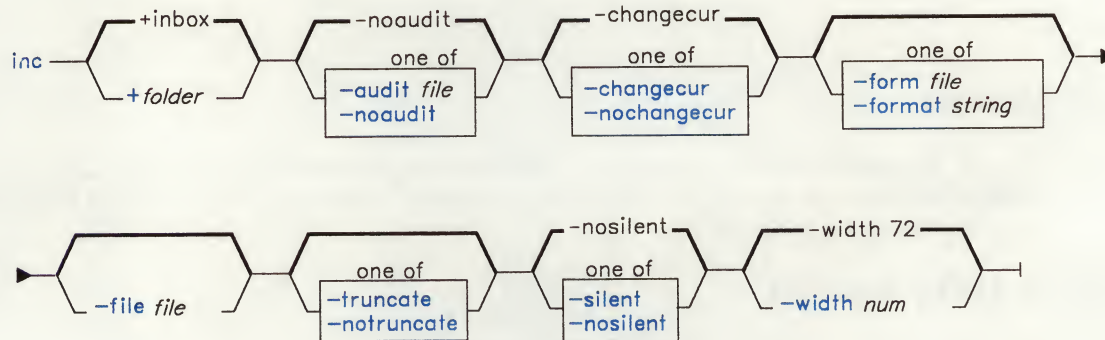 +inbox -noaudit -changecur
inc one of one of one of
+folder -audit file -changecur -form file
-noaudit -nochangecur -format string
-nosilent -width 72
one of one of
-file file -truncate -silent -width num
-notruncate -nosilent